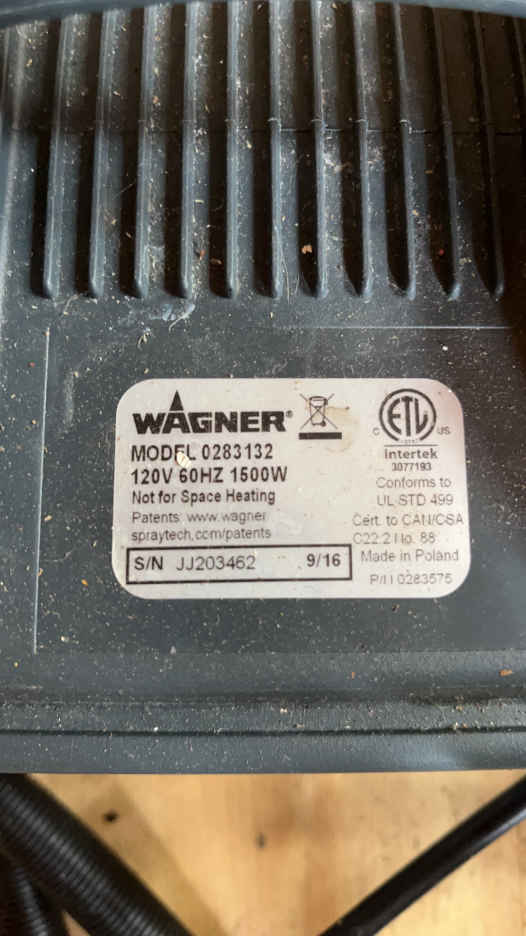 WAGNER®
MODEL 0283132
120V 60HZ 1500W
Not for Space Heating
Patents: www.wagner
spraytech.com/patents
S/N JJ203462 9/16
ETL
C US
Intertek
3077193
Conforms to
UL STD 499
Cert. to CAN/CSA
C22.2 No. 88
Made in Poland
P/N 0283575